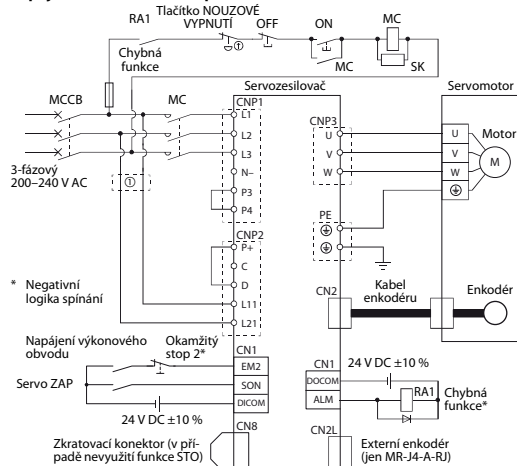 RA1
Tlačítko NOUZOVÉ
VYPNUTÍ
OFF
ON
MC
Chybná
funkce
①
MC
SK
MCCB
MC
Servozesilovač
Servomotor
CNP1
L1
L2
L3
N–
P3
P4
CNP3
U
V
W
U
V
W
Motor
M
3-fázový
200–240 V AC
①
PE
CNP2
P+
C
D
L11
L21
* Negativní
logika spínání
CN2
Kabel
enkodéru
Enkodér
Napájení výkonového
obvodu
Okamžitý
stop 2*
Servo ZAP
24 V DC ±10 %
CN1
EM2
SON
DICOM
CN1
DOCOM
ALM
24 V DC ±10 %
RA1
Chybná
funkce*
CN8
Zkratovací konektor (v pří-
padě nevyužití funkce STO)
CN2L
Externí enkodér
(jen MR-J4-A-RJ)